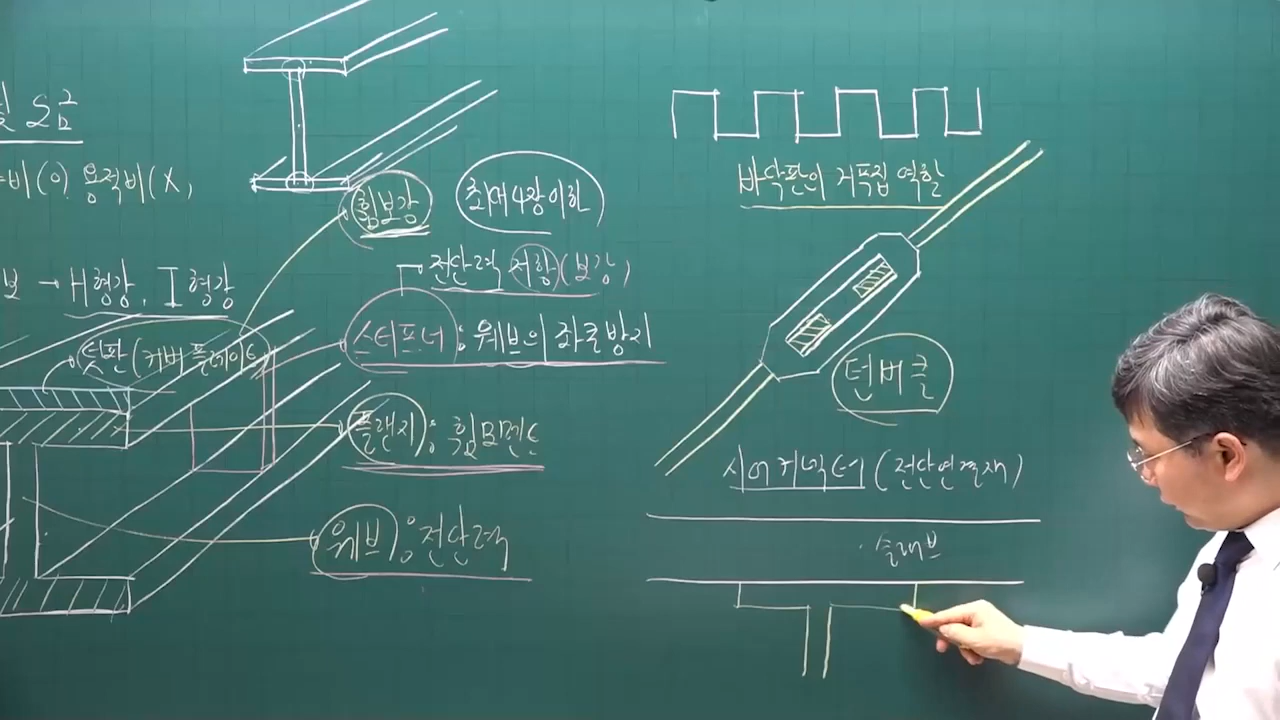 비(O) 용적비(X)
보 → H형강, I형강
덧판(커버플레이트)
휨보강
최대4장이하
전단력 저항(보강)
스티프너 : 웨브의 좌굴방지
플랜지 : 휨모멘트
웨브 : 전단력
바닥판의 거푸집 역할
턴버클
시어커넥터 (전단연결재)
슬래브